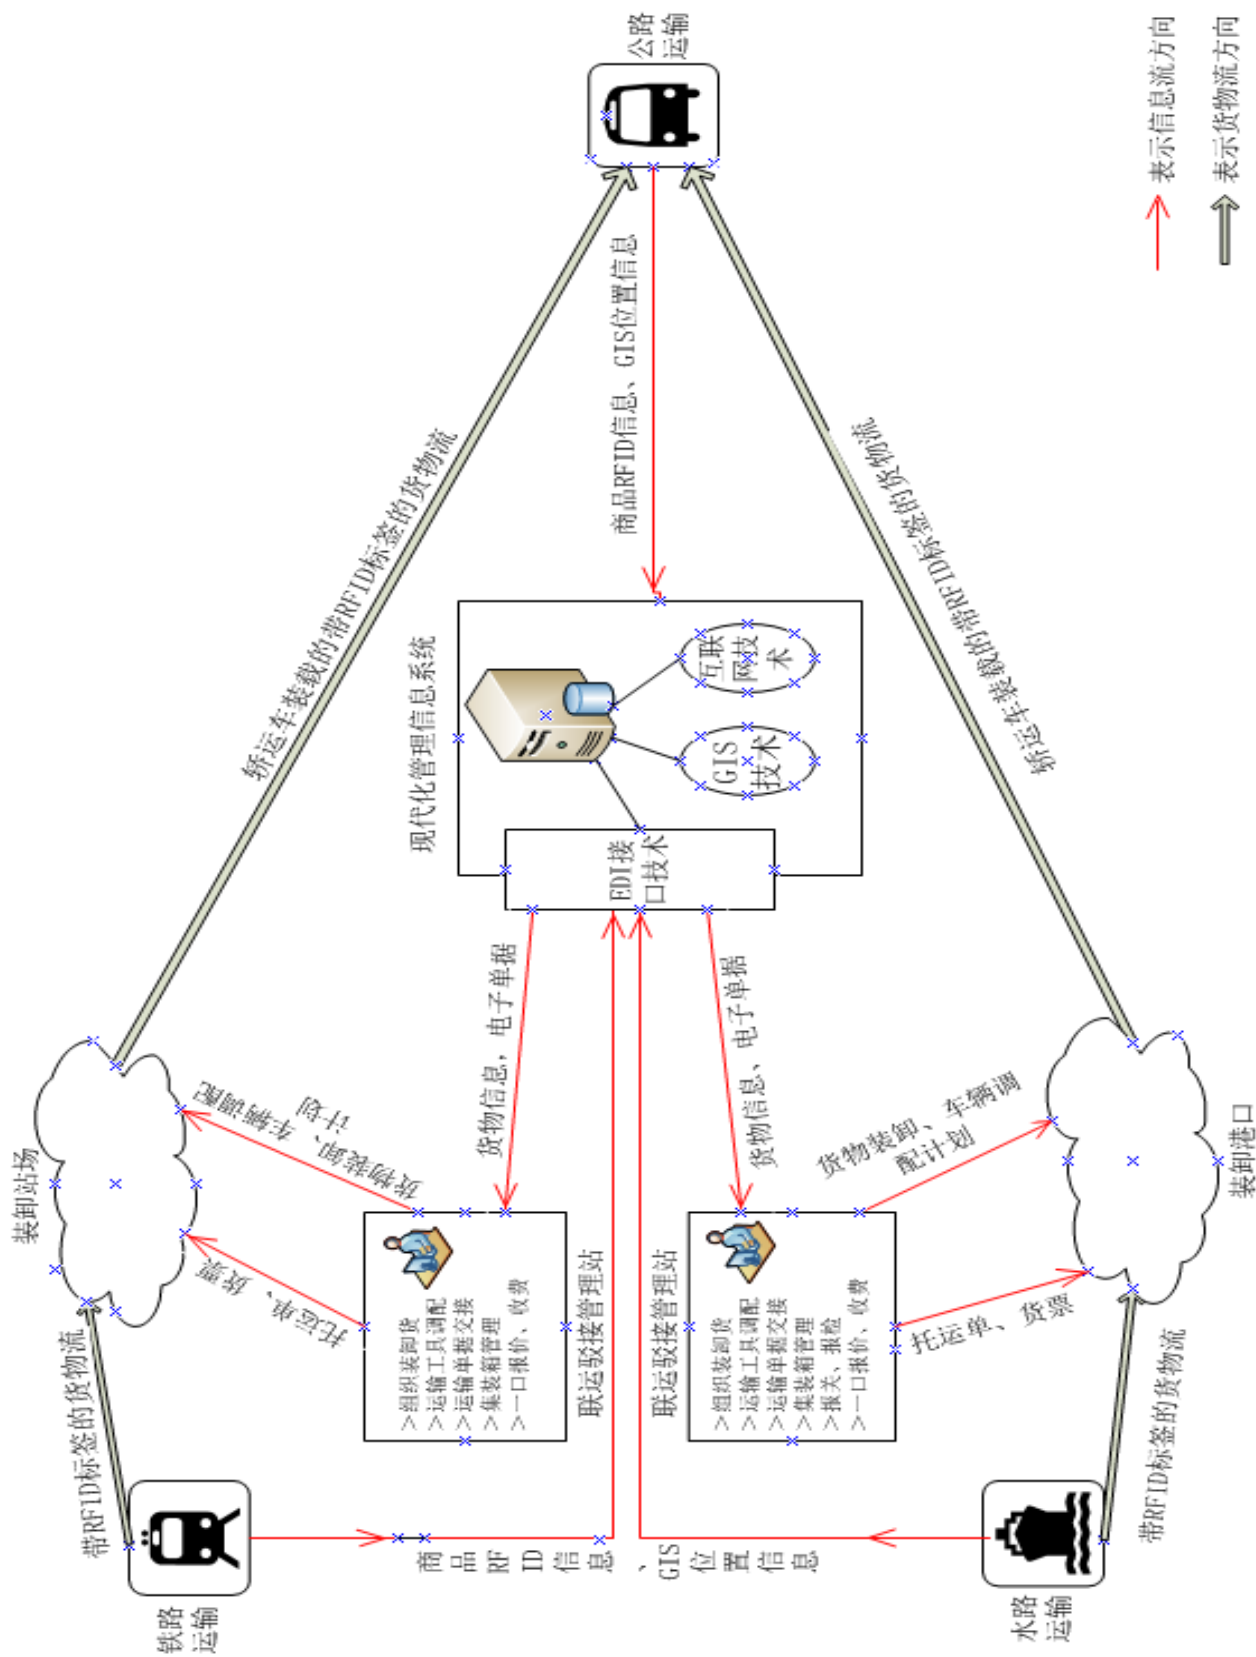 铁路
运输
带RFID标签的货物流
装卸站场
轿运车装载的带RFID标签的货物流
公路
运输
托运单、货票
货物装卸、车辆调配
计划
>组织装卸货
>运输工具调配
>运输单据交接
>集装箱管理
>一口报价、收费
联运驳接管理站
货物信息，电子单据
现代化管理信息系统
EDI接
口技术
GIS
技术
互联
网技
术
商品RFID信息、GIS位置信息
商品RFID信息、GIS位置信息
货物信息、电子单据
联运驳接管理站
>组织装卸货
>运输工具调配
>运输单据交接
>集装箱管理
>报关、报检
>一口报价、收费
货物装卸、车辆调
配计划
托运单、货票
水路
运输
带RFID标签的货物流
装卸港口
轿运车装载的带RFID标签的货物流
表示信息流方向
表示货物流方向